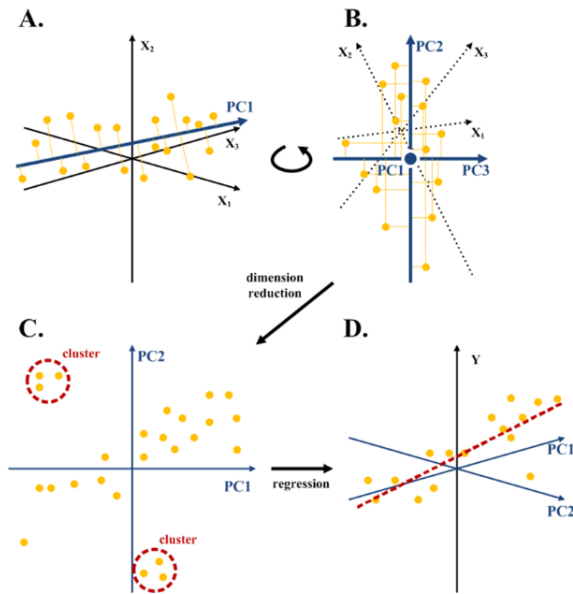 A.
X2
PC1
X3
X1
B.
PC2
X2
X3
X1
PC1
PC3
dimension
reduction
C.
PC2
cluster
PC1
cluster
regression
D.
Y
PC1
PC2